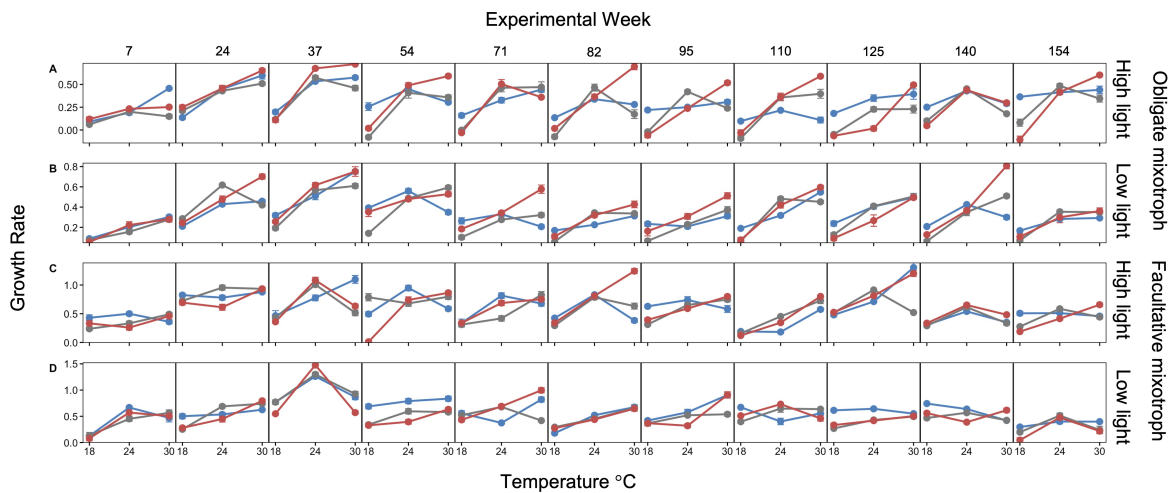 Experimental Week
7 24 37 54 71 82 95 110 125 140 154
A
0.50
0.25
0.00
High light
Obligate mixotroph
B
0.8
0.6
0.4
0.2
Low light
Growth Rate
C
1.0
0.5
0.0
High light
Facultative mixotroph
D
1.5
1.0
0.5
0.0
Low light
18 24 30 18 24 30 18 24 30 18 24 30 18 24 30 18 24 30 18 24 30 18 24 30 18 24 30 18 24 30 18 24 30
Temperature °C